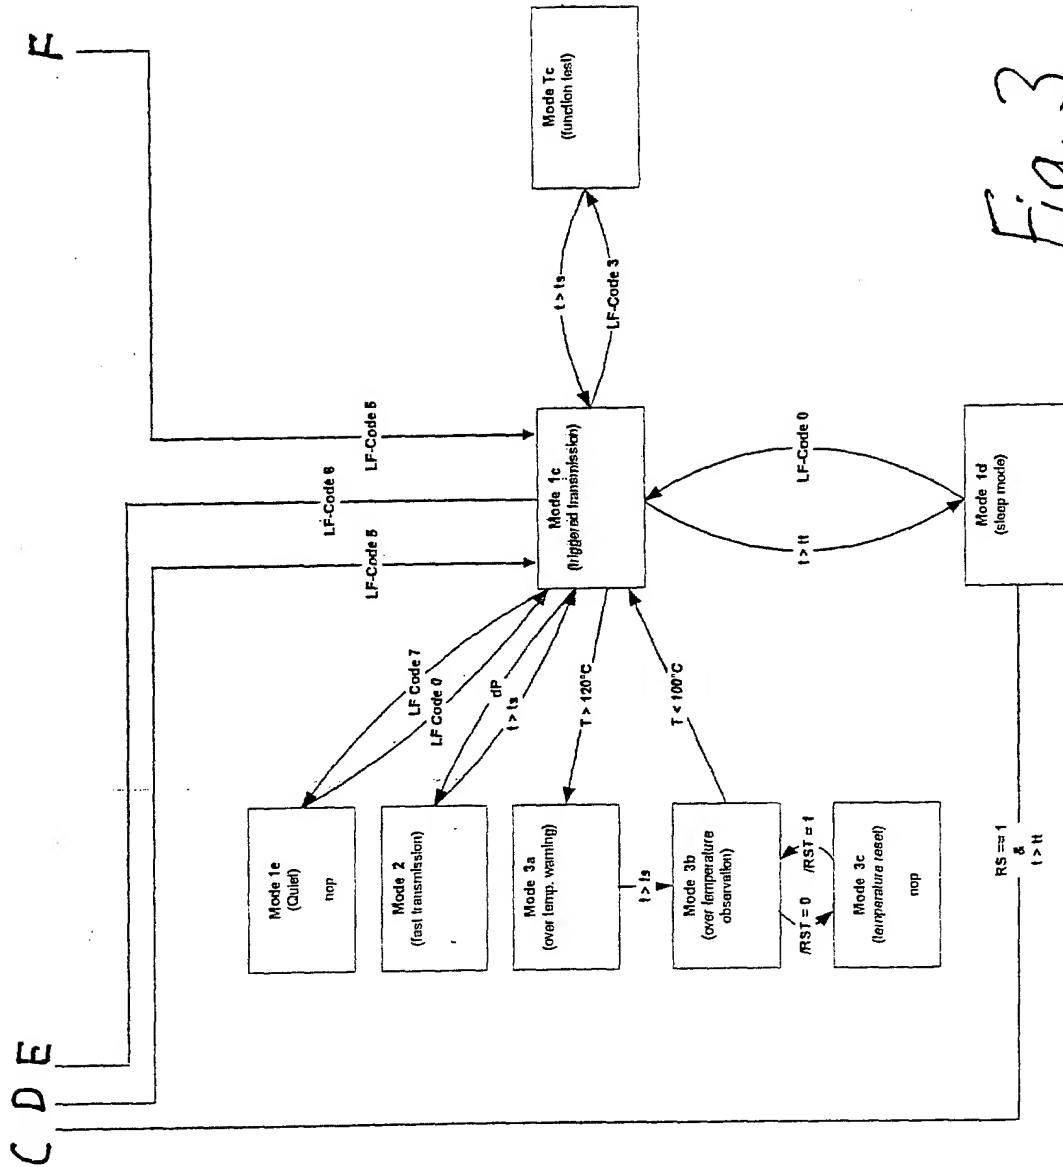 C
D
E
F
LF-Code 5
LF-Code 6
LF-Code 5
Mode 1e
(Quiet)
nop
LF Code 7
LF Code 0
Mode 2
(fast transmission)
dP
t > ts
Mode 3a
(over temp. warning)
T > 120°C
t > ts
Mode 3b
(over temperature
observation)
T < 100°C
/RST = 0
/RST = 1
Mode 3c
(temperature reset)
nop
Mode 1c
(triggered transmission)
t > ts
LF-Code 3
Mode Tc
(function test)
t > tt
LF-Code 0
Mode 1d
(sleep mode)
RS == 1
&
t > tt
Fig. 3